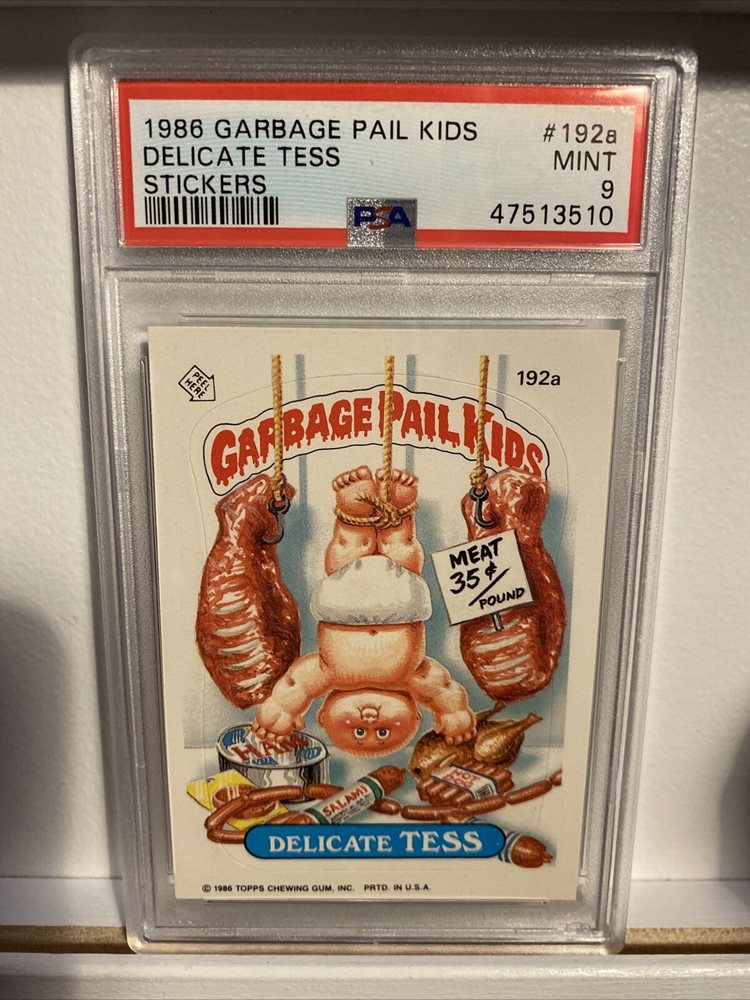 1986 GARBAGE PAIL KIDS #192a
DELICATE TESS MINT
STICKERS 9
PSA 47513510
PEEL HERE
192a
GARBAGE PAIL KIDS
MEAT
35¢/
POUND
HAM
SALAMI
HOT
DELICATE TESS
© 1986 TOPPS CHEWING GUM, INC. PRTD. IN U.S.A.